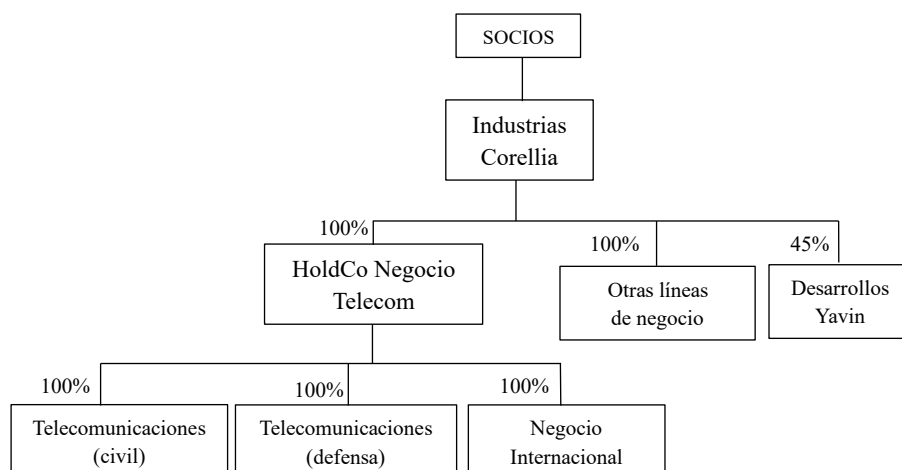 SOCIOS
Industrias
Corellia
100%
100%
45%
HoldCo Negocio
Telecom
Otras líneas
de negocio
Desarrollos
Yavin
100%
100%
100%
Telecomunicaciones
(civil)
Telecomunicaciones
(defensa)
Negocio
Internacional